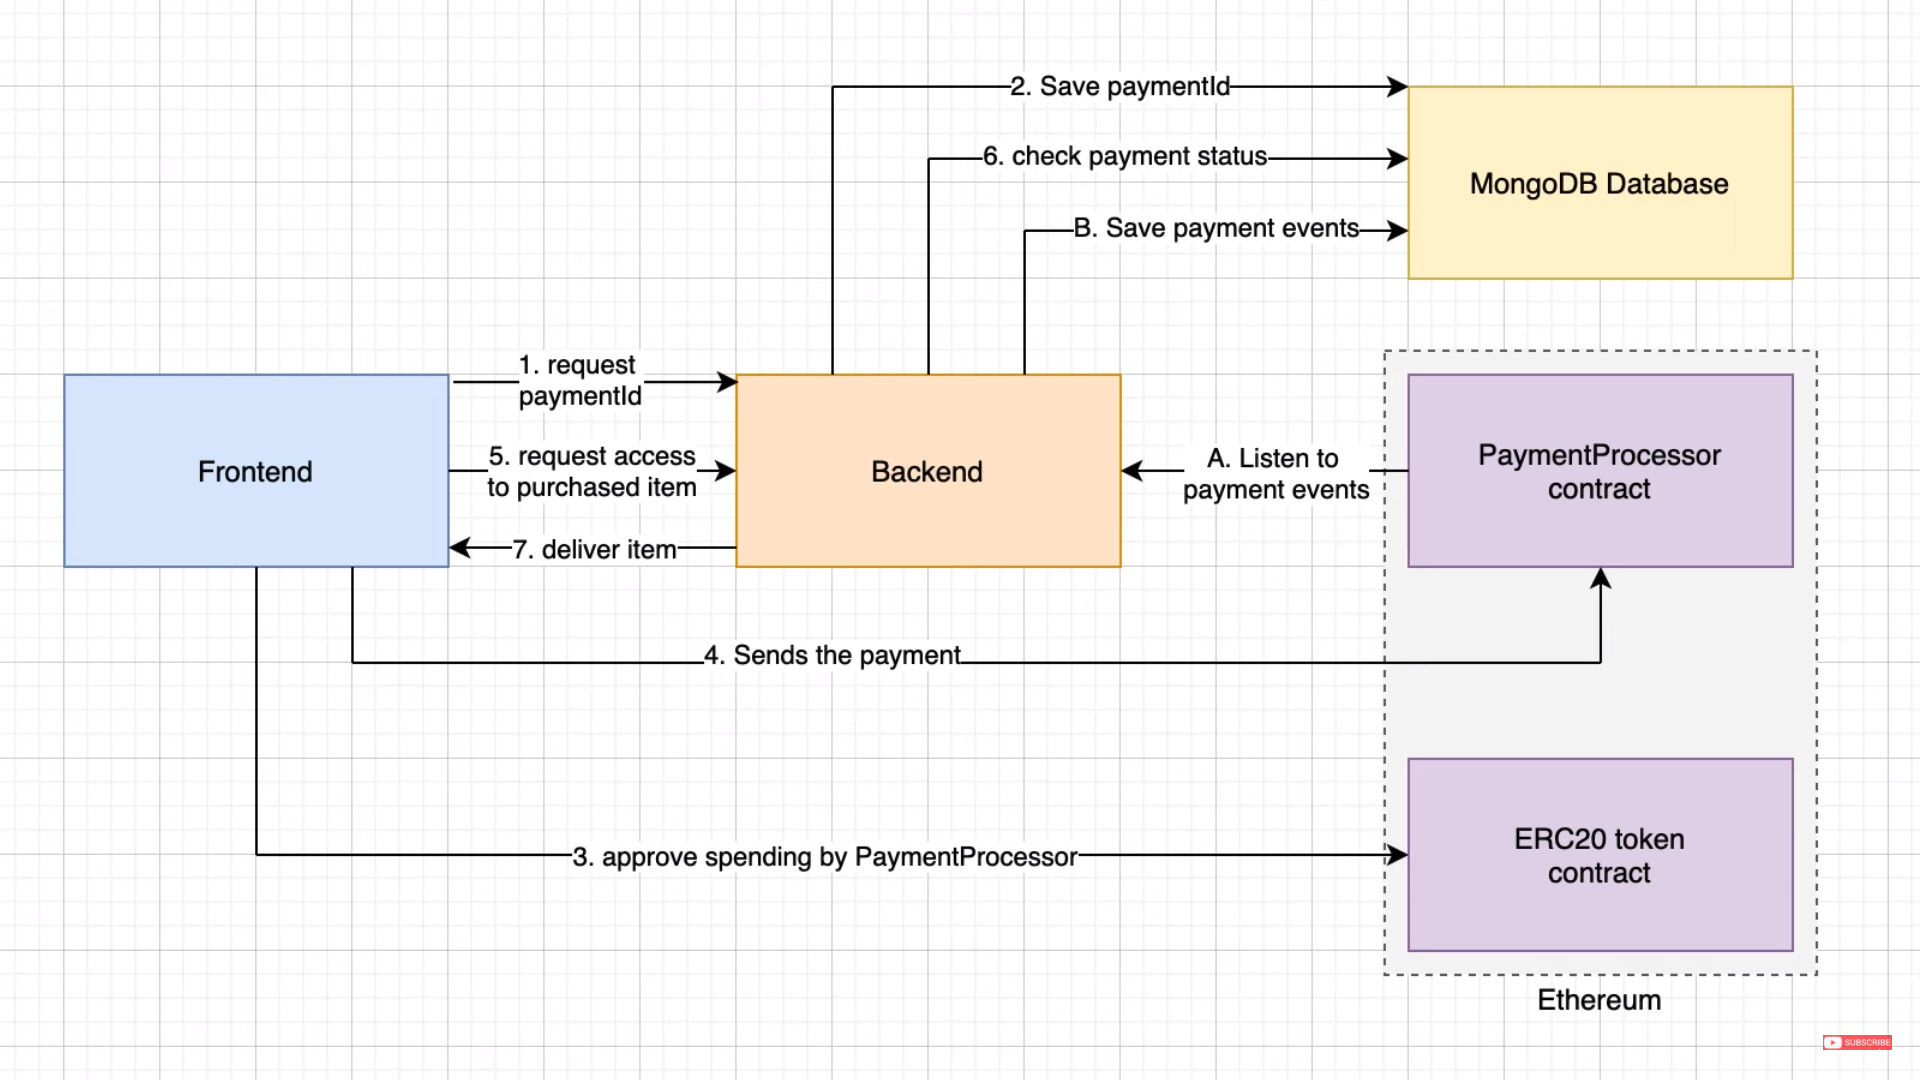 2. Save paymentId
6. check payment status
B. Save payment events
MongoDB Database
1. request
paymentId
5. request access
to purchased item
7. deliver item
Frontend
Backend
A. Listen to
payment events
PaymentProcessor
contract
4. Sends the payment
3. approve spending by PaymentProcessor
ERC20 token
contract
Ethereum
SUBSCRIBE